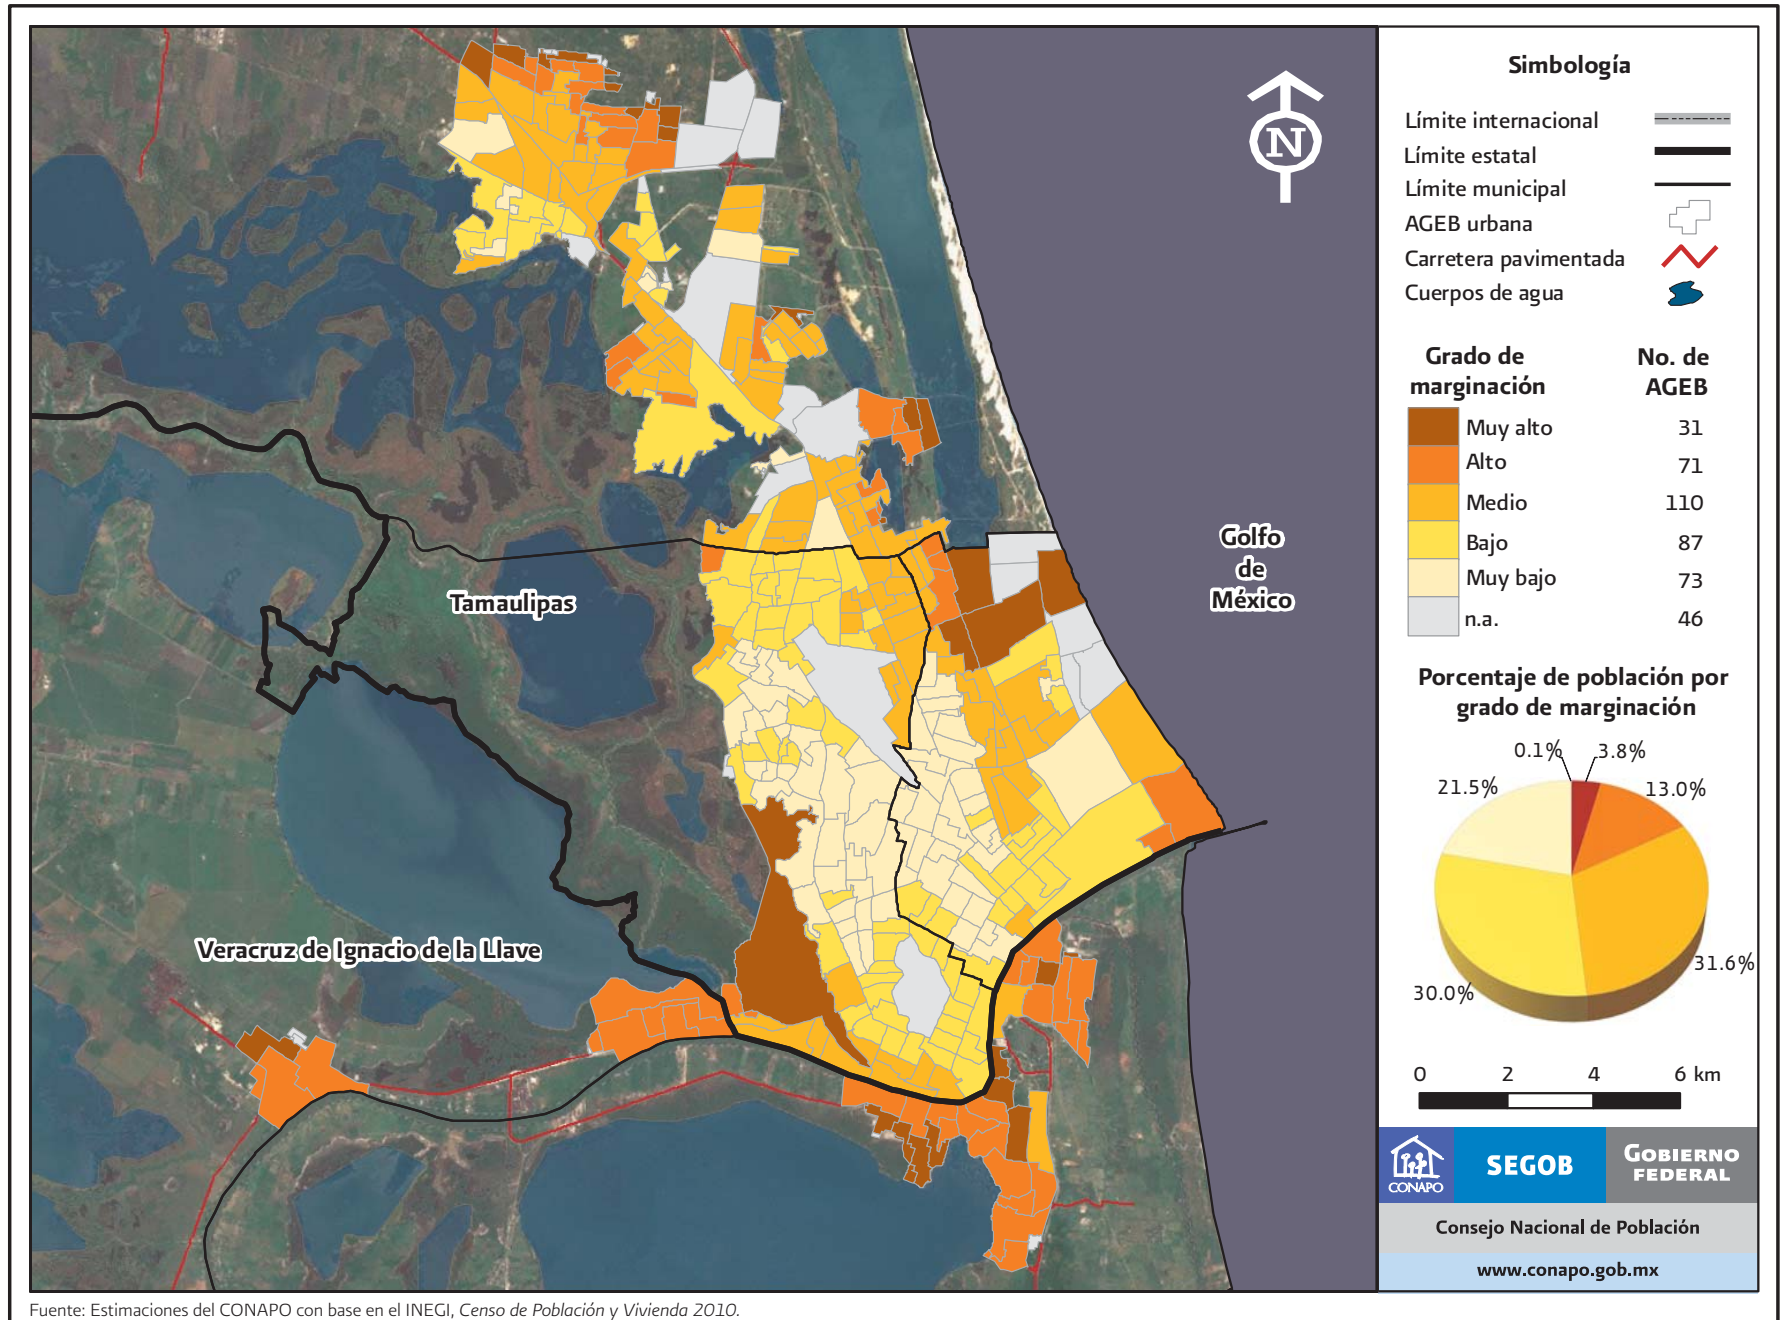 Simbología
Límite internacional
Límite estatal
Límite municipal
AGEB urbana
Carretera pavimentada
Cuerpos de agua
Grado de
marginación
No. de
AGEB
Muy alto 31
Alto 71
Medio 110
Bajo 87
Muy bajo 73
n.a. 46
Porcentaje de población por
grado de marginación
0.1%
3.8%
21.5%
13.0%
31.6%
30.0%
0 2 4 6 km
CONAPO
SEGOB
GOBIERNO
FEDERAL
Consejo Nacional de Población
www.conapo.gob.mx
N
Golfo
de
México
Tamaulipas
Veracruz de Ignacio de la Llave
Fuente: Estimaciones del CONAPO con base en el INEGI, Censo de Población y Vivienda 2010.